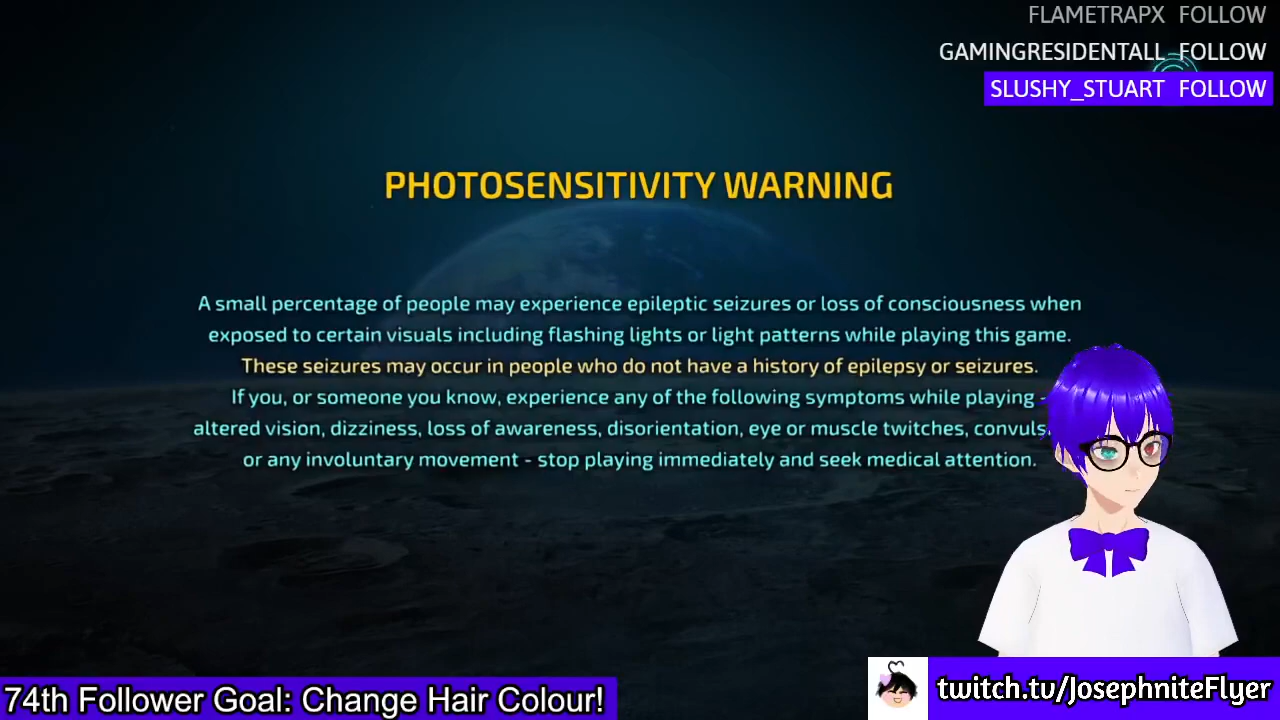 FLAMETRAPX FOLLOW
GAMINGRESIDENTALL FOLLOW
SLUSHY_STUART FOLLOW
PHOTOSENSITIVITY WARNING
A small percentage of people may experience epileptic seizures or loss of consciousness when
exposed to certain visuals including flashing lights or light patterns while playing this game.
These seizures may occur in people who do not have a history of epilepsy or seizures.
If you, or someone you know, experience any of the following symptoms while playing -
altered vision, dizziness, loss of awareness, disorientation, eye or muscle twitches,
or any involuntary movement - stop playing immediately and seek medical attention.
74th Follower Goal: Change Hair Colour!
twitch.tv/JosephniteFlyer